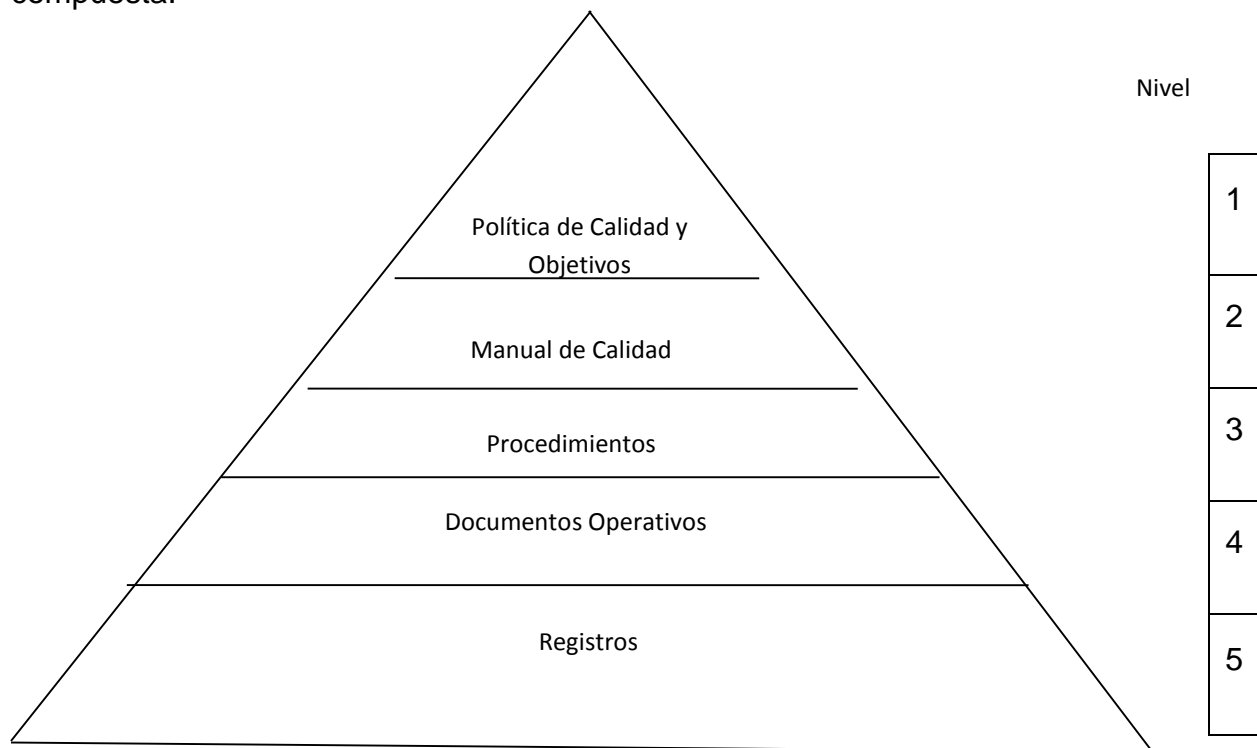 compuesta:
Nivel
1
Política de Calidad y
Objetivos
2
Manual de Calidad
3
Procedimientos
4
Documentos Operativos
5
Registros